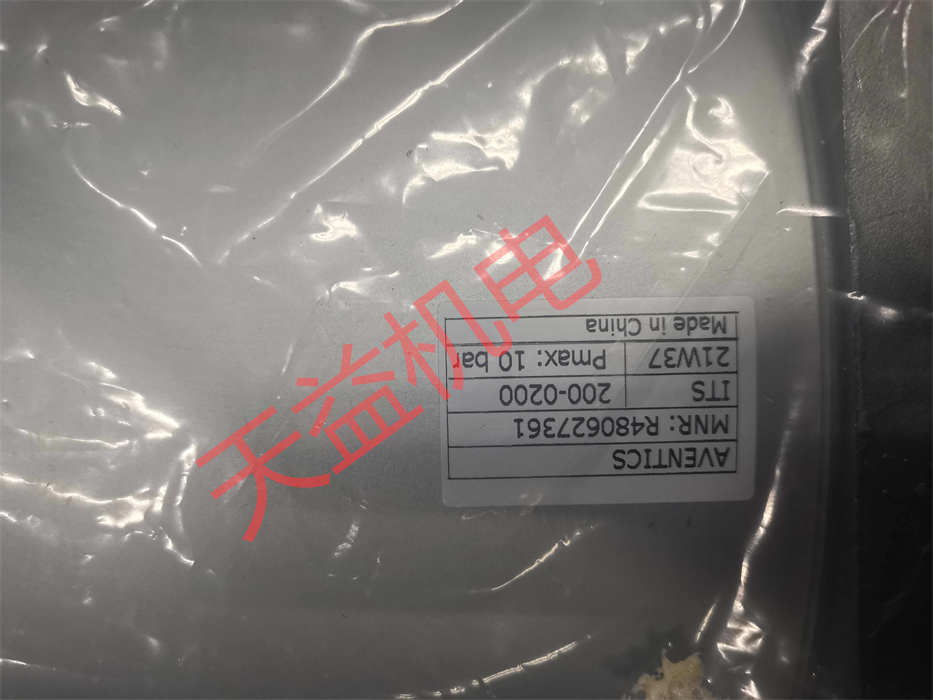 AVENTICS
MNR: R480627361
ITS 200-0200
21W37 Pmax: 10 bar
Made in China
天益机电